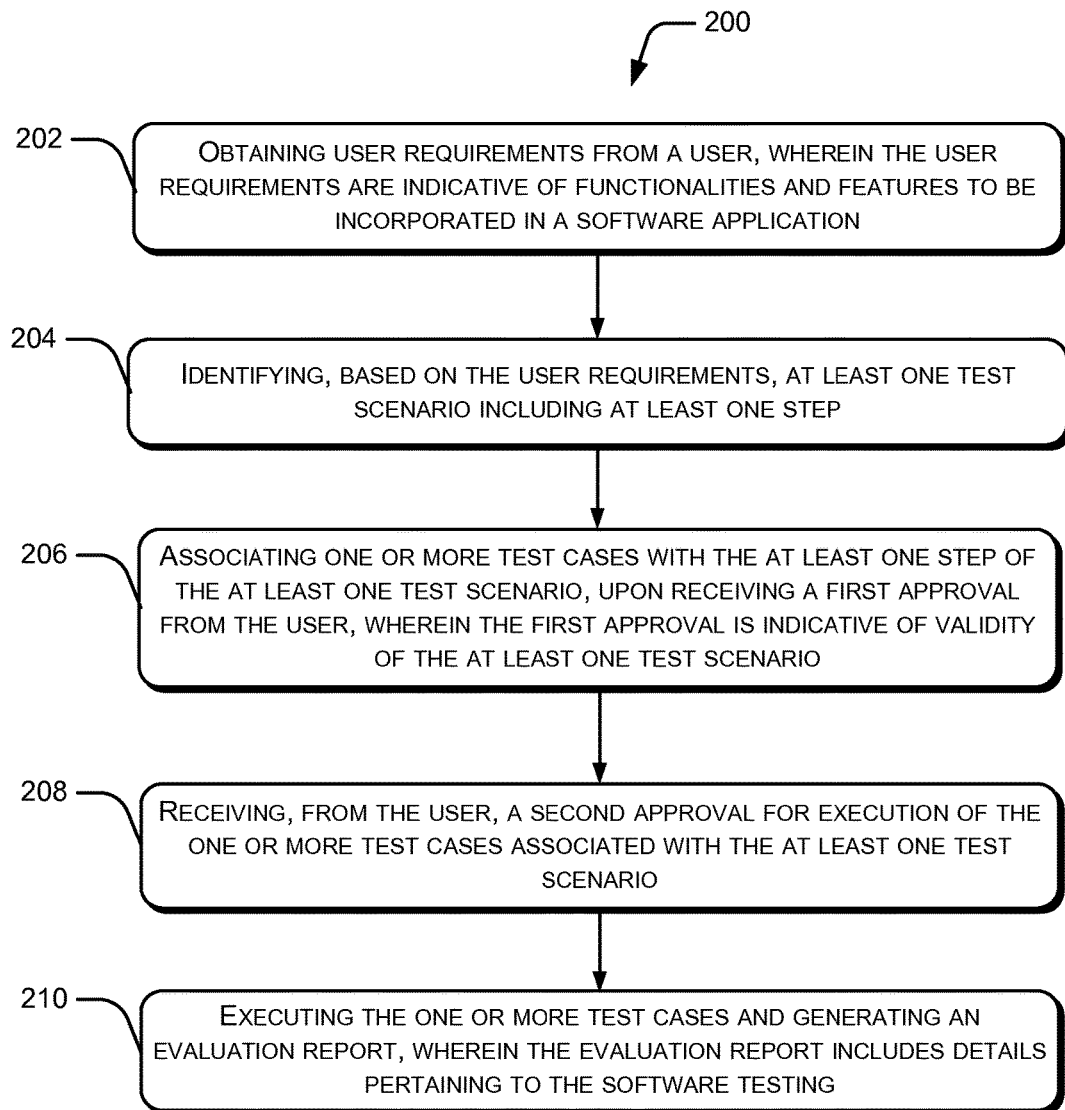 200
202
OBTAINING USER REQUIREMENTS FROM A USER, WHEREIN THE USER
REQUIREMENTS ARE INDICATIVE OF FUNCTIONALITIES AND FEATURES TO BE
INCORPORATED IN A SOFTWARE APPLICATION
204
IDENTIFYING, BASED ON THE USER REQUIREMENTS, AT LEAST ONE TEST
SCENARIO INCLUDING AT LEAST ONE STEP
206
ASSOCIATING ONE OR MORE TEST CASES WITH THE AT LEAST ONE STEP OF
THE AT LEAST ONE TEST SCENARIO, UPON RECEIVING A FIRST APPROVAL
FROM THE USER, WHEREIN THE FIRST APPROVAL IS INDICATIVE OF VALIDITY
OF THE AT LEAST ONE TEST SCENARIO
208
RECEIVING, FROM THE USER, A SECOND APPROVAL FOR EXECUTION OF THE
ONE OR MORE TEST CASES ASSOCIATED WITH THE AT LEAST ONE TEST
SCENARIO
210
EXECUTING THE ONE OR MORE TEST CASES AND GENERATING AN
EVALUATION REPORT, WHEREIN THE EVALUATION REPORT INCLUDES DETAILS
PERTAINING TO THE SOFTWARE TESTING